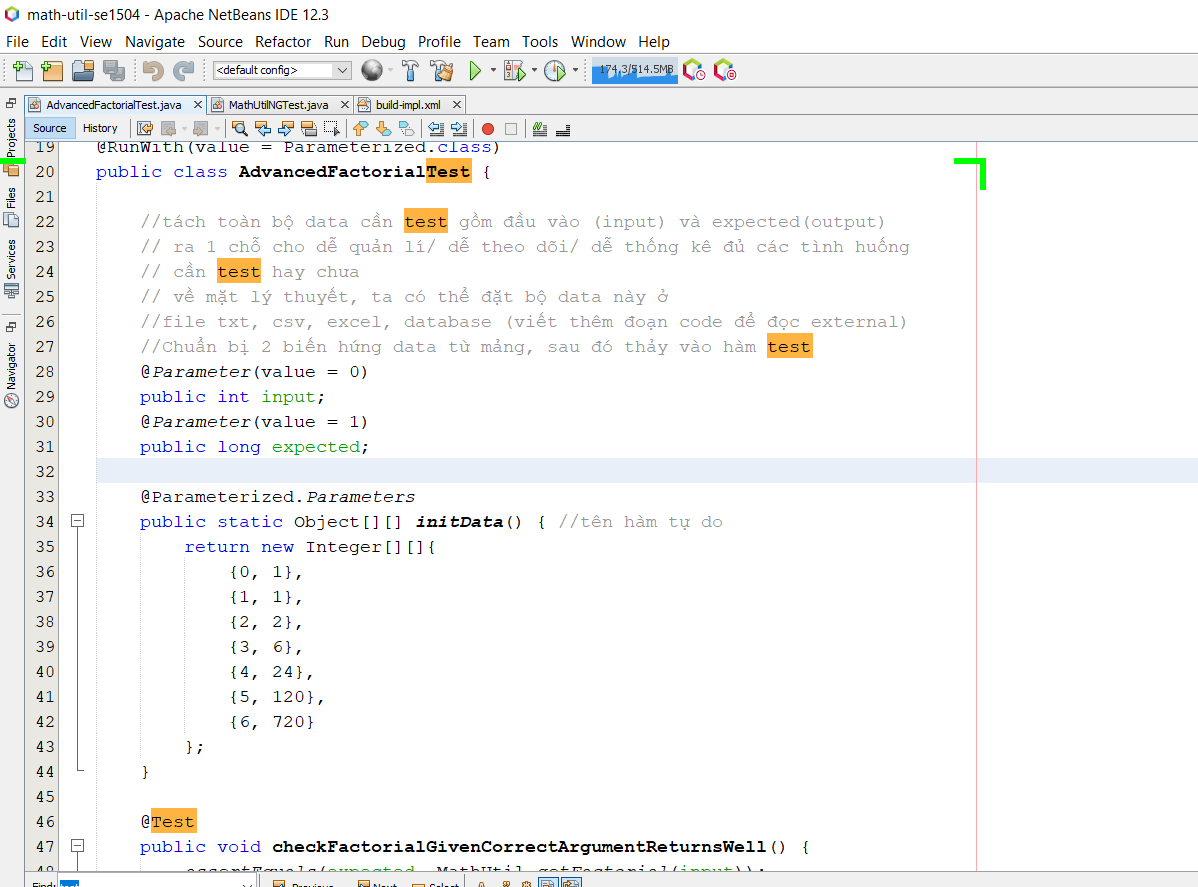 math-util-se1504 - Apache NetBeans IDE 12.3
File Edit View Navigate Source Refactor Run Debug Profile Team Tools Window Help
<default config>
174,3/514.5MB
AdvancedFactorialTest.java MathUtilNGTest.java build-impl.xml
Source History
Projects
Files
Services
Navigator
19 @RunWith(value = Parameterized.class)
20 public class AdvancedFactorialTest {
21
22 //tách toàn bộ data cần test gồm đầu vào (input) và expected(output)
23 // ra 1 chỗ cho dễ quản lí/ dễ theo dõi/ dễ thống kê đủ các tình huống
24 // cần test hay chưa
25 // về mặt lý thuyết, ta có thể đặt bộ data này ở
26 //file txt, csv, excel, database (viết thêm đoạn code để đọc external)
27 //Chuẩn bị 2 biến hứng data từ mảng, sau đó thảy vào hàm test
28 @Parameter(value = 0)
29 public int input;
30 @Parameter(value = 1)
31 public long expected;
32
33 @Parameterized.Parameters
34 public static Object[][] initData() { //tên hàm tự do
35 return new Integer[][]{
36 {0, 1},
37 {1, 1},
38 {2, 2},
39 {3, 6},
40 {4, 24},
41 {5, 120},
42 {6, 720}
43 };
44 }
45
46 @Test
47 public void checkFactorialGivenCorrectArgumentReturnsWell() {
48 assertEquals(expected, MathUtil.getFactorial(input));
Find: test Previous Next Select